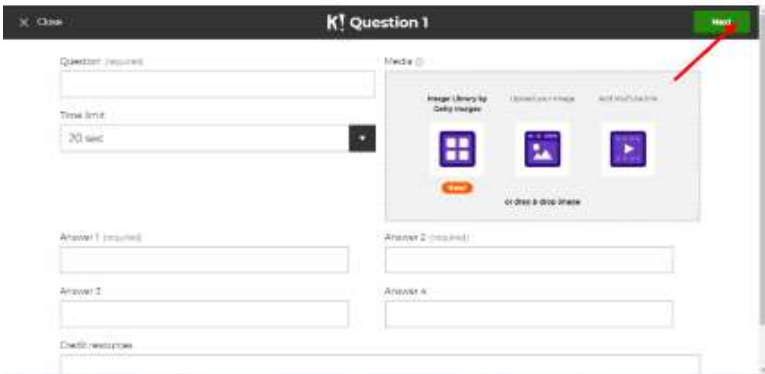 X Close
K! Question 1
Next
Question (required)
Media
Time limit
20 sec
Image Library by
Getty Images
Upload your image
Add YouTube link
New!
or drag & drop image
Answer 1 (required)
Answer 2 (required)
Answer 3
Answer 4
Credit resources